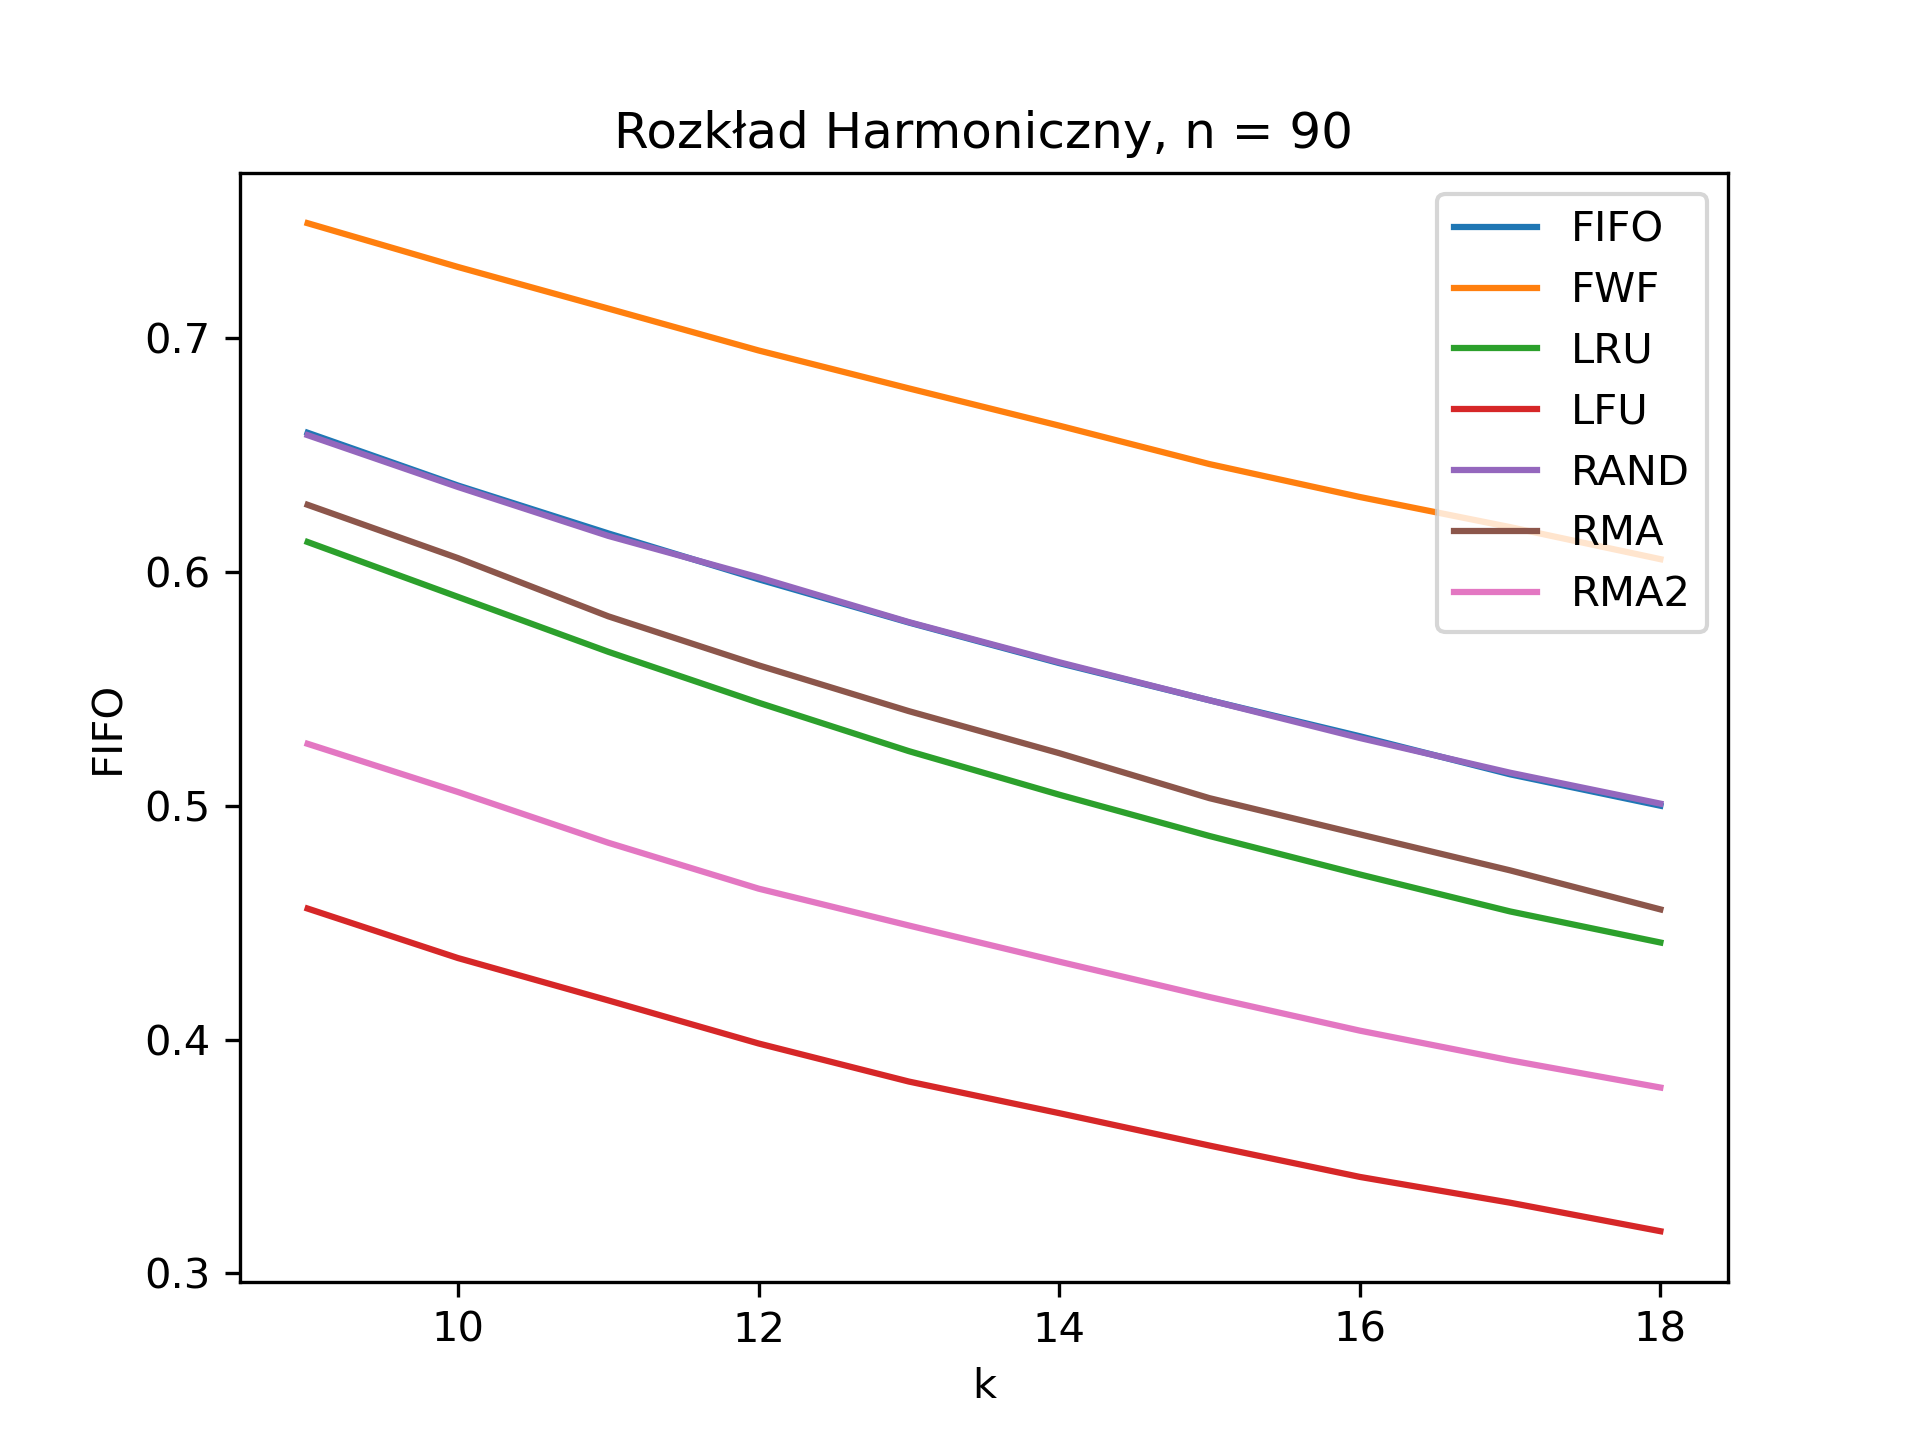 Rozkład Harmoniczny, n = 90
FIFO
FWF
LRU
LFU
RAND
RMA
RMA2
FIFO
0.7
0.6
0.5
0.4
0.3
10 12 14 16 18
k